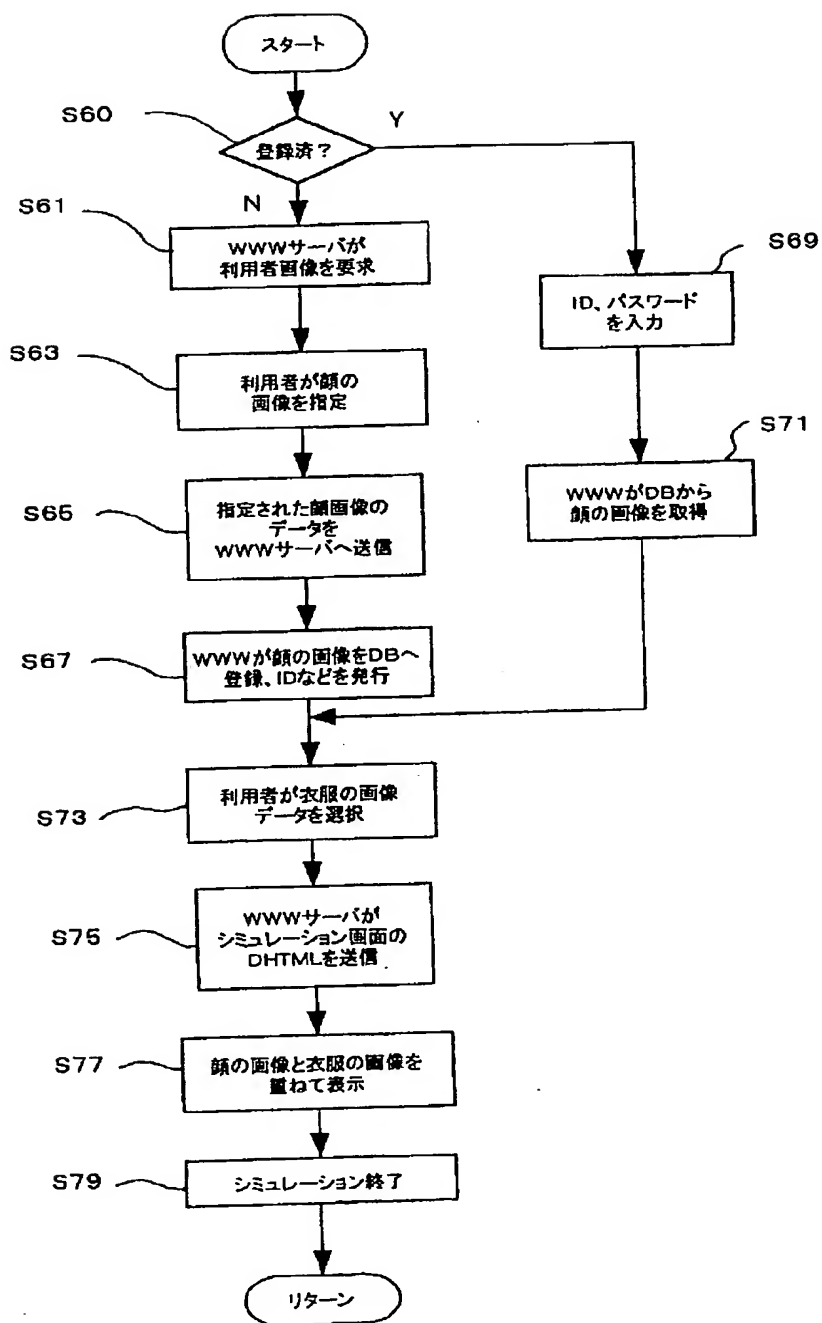 スタート
S60
登録済？
Y
N
S61
WWWサーバが
利用者画像を要求
S69
ID、パスワード
を入力
S63
利用者が顔の
画像を指定
S71
WWWがDBから
顔の画像を取得
S65
指定された顔画像の
データを
WWWサーバへ送信
S67
WWWが顔の画像をDBへ
登録、IDなどを発行
S73
利用者が衣服の画像
データを選択
S75
WWWサーバが
シミュレーション画面の
DHTMLを送信
S77
顔の画像と衣服の画像を
重ねて表示
S79
シミュレーション終了
リターン